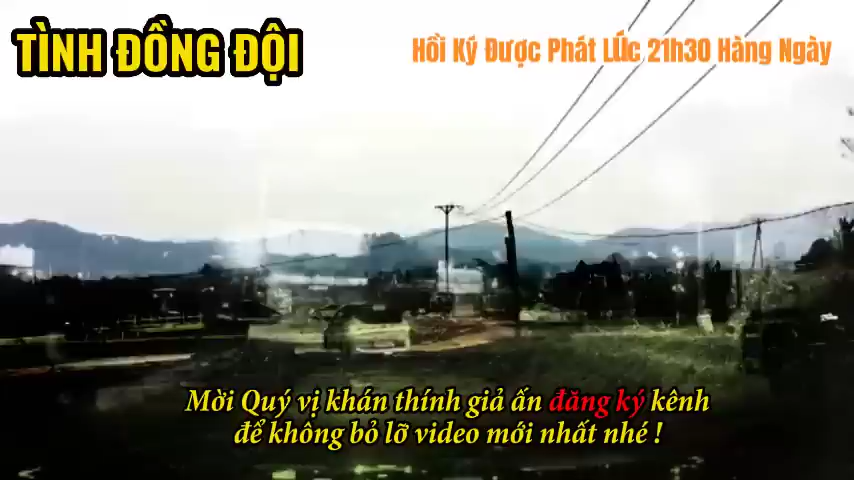 TÌNH ĐỒNG ĐỘI
Hồi Ký Được Phát LÚc 21h30 Hàng Ngày
Mời Quý vị khán thính giả ấn đăng ký kênh
để không bỏ lỡ video mới nhất nhé !